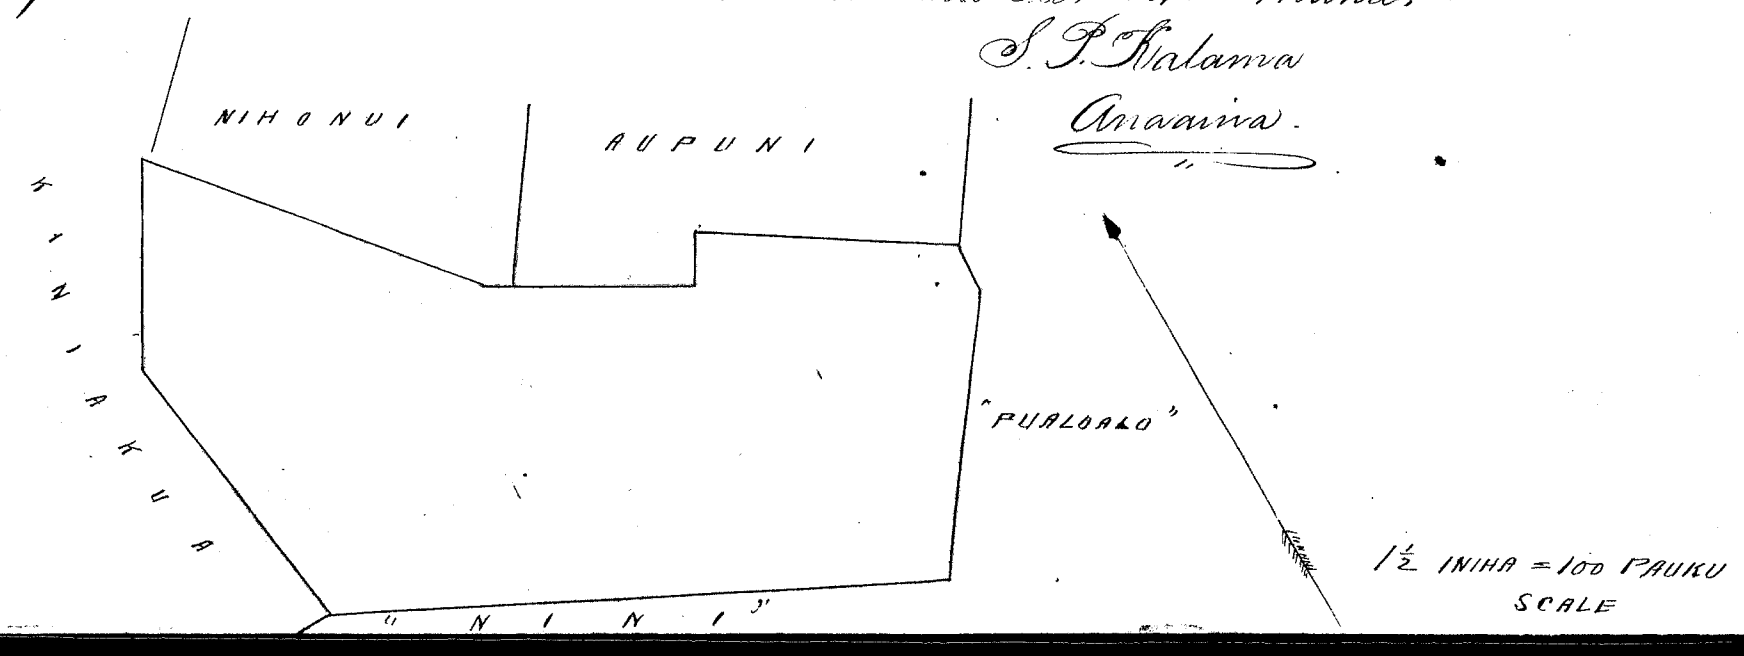 S. P. Kalama
Anaaina.
NIHONUI
AUPUNI
KINIAKUA
"PUALOALO"
1½ INIHA = 100 PAUKU
SCALE
"NINI"